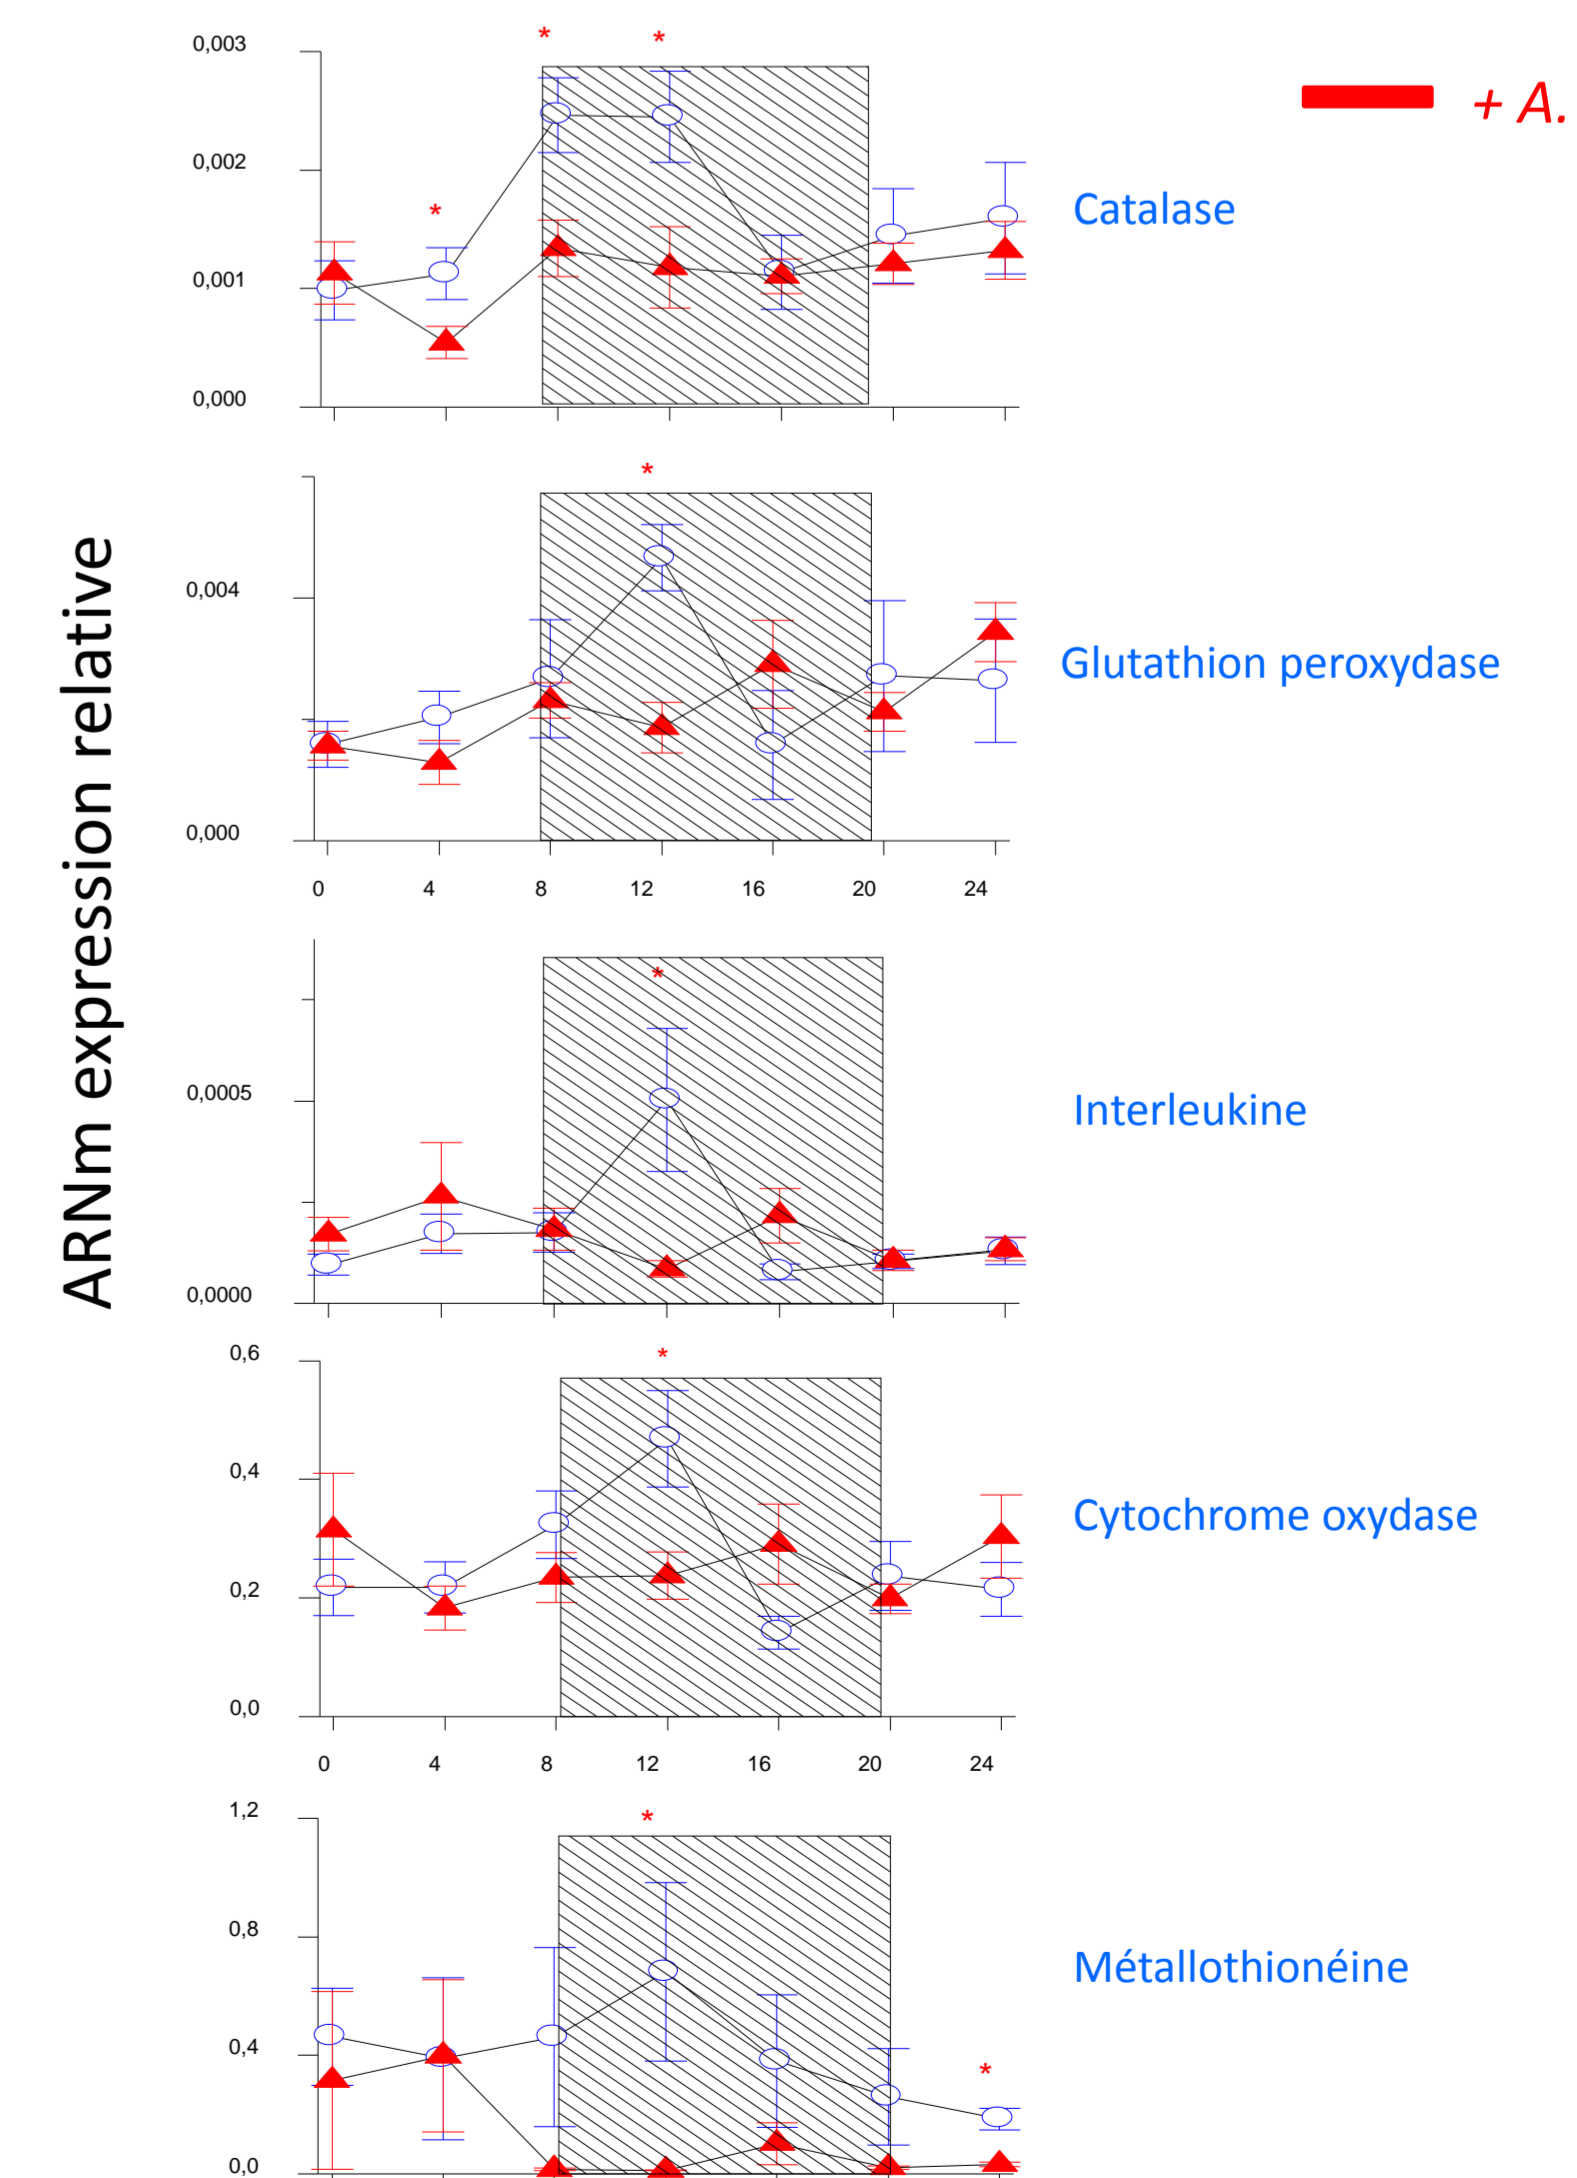 ARNm expression relative
+ A.
*
*
*
0,003
0,002
0,001
0,000
Catalase
*
0,004
0,000
0 4 8 12 16 20 24
Glutathion peroxydase
*
0,0005
0,0000
Interleukine
*
0,6
0,4
0,2
0,0
0 4 8 12 16 20 24
Cytochrome oxydase
*
*
1,2
0,8
0,4
0,0
Métallothionéine